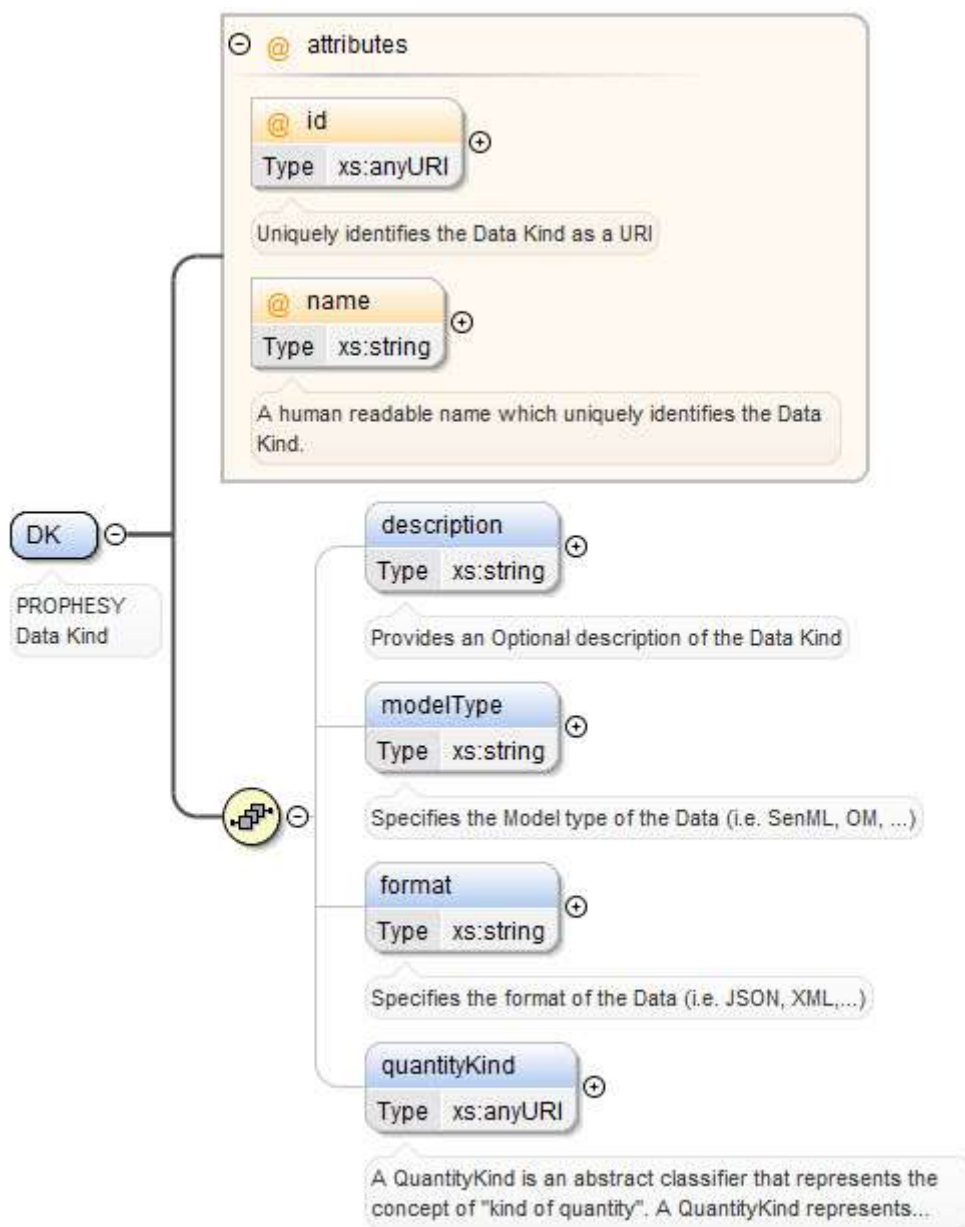 @ attributes
@ id
Type xs:anyURI
Uniquely identifies the Data Kind as a URI
@ name
Type xs:string
A human readable name which uniquely identifies the Data
Kind.
DK
PROPHESY
Data Kind
description
Type xs:string
Provides an Optional description of the Data Kind
modelType
Type xs:string
Specifies the Model type of the Data (i.e. SenML, OM, ...)
format
Type xs:string
Specifies the format of the Data (i.e. JSON, XML,...)
quantityKind
Type xs:anyURI
A QuantityKind is an abstract classifier that represents the
concept of "kind of quantity". A QuantityKind represents...